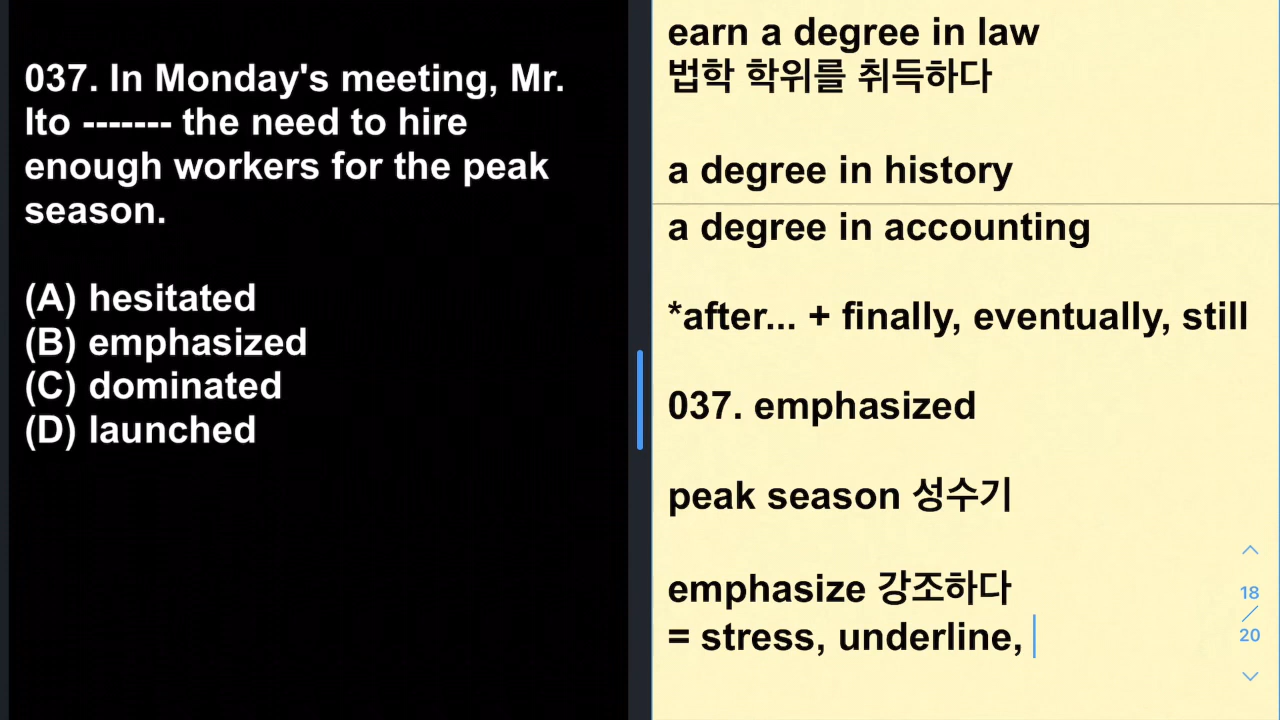 037. In Monday's meeting, Mr.
Ito ------- the need to hire
enough workers for the peak
season.
(A) hesitated
(B) emphasized
(C) dominated
(D) launched
earn a degree in law
법학 학위를 취득하다
a degree in history
a degree in accounting
*after... + finally, eventually, still
037. emphasized
peak season 성수기
emphasize 강조하다
= stress, underline,
18
/
20